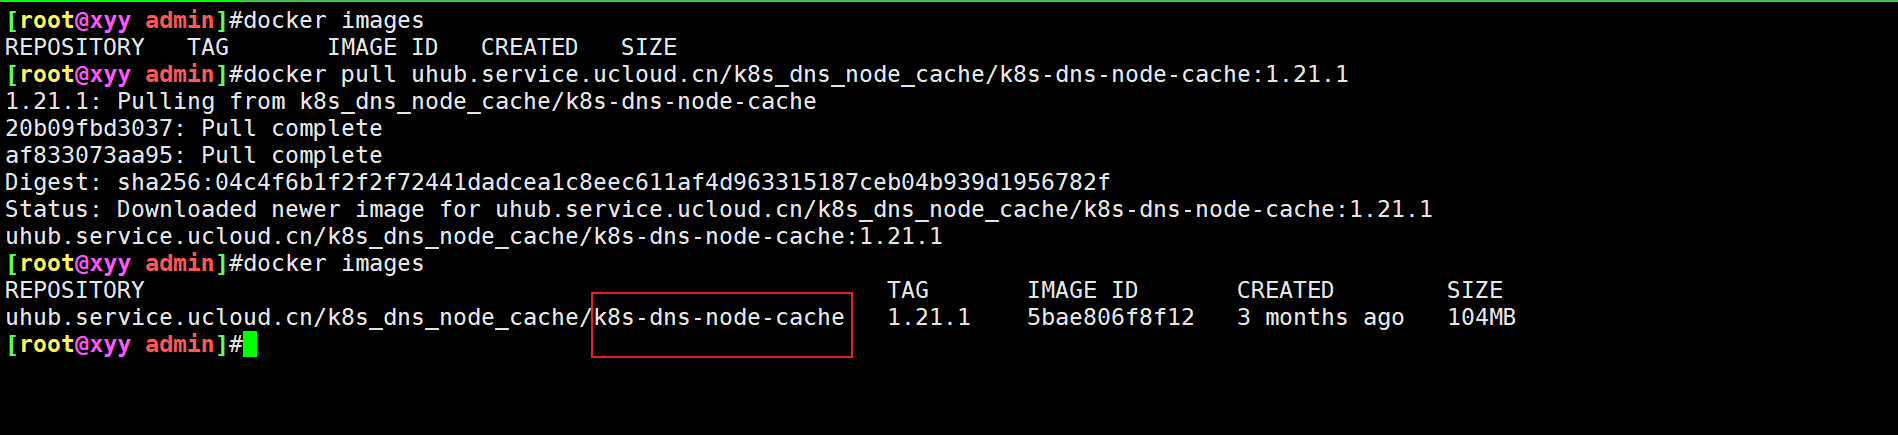 [root@xyy admin]#docker images
REPOSITORY   TAG       IMAGE ID   CREATED   SIZE
[root@xyy admin]#docker pull uhub.service.ucloud.cn/k8s_dns_node_cache/k8s-dns-node-cache:1.21.1
1.21.1: Pulling from k8s_dns_node_cache/k8s-dns-node-cache
20b09fbd3037: Pull complete
af833073aa95: Pull complete
Digest: sha256:04c4f6b1f2f2f72441dadcea1c8eec611af4d963315187ceb04b939d1956782f
Status: Downloaded newer image for uhub.service.ucloud.cn/k8s_dns_node_cache/k8s-dns-node-cache:1.21.1
uhub.service.ucloud.cn/k8s_dns_node_cache/k8s-dns-node-cache:1.21.1
[root@xyy admin]#docker images
REPOSITORY                                                     TAG       IMAGE ID       CREATED        SIZE
uhub.service.ucloud.cn/k8s_dns_node_cache/k8s-dns-node-cache   1.21.1    5bae806f8f12   3 months ago   104MB
[root@xyy admin]#